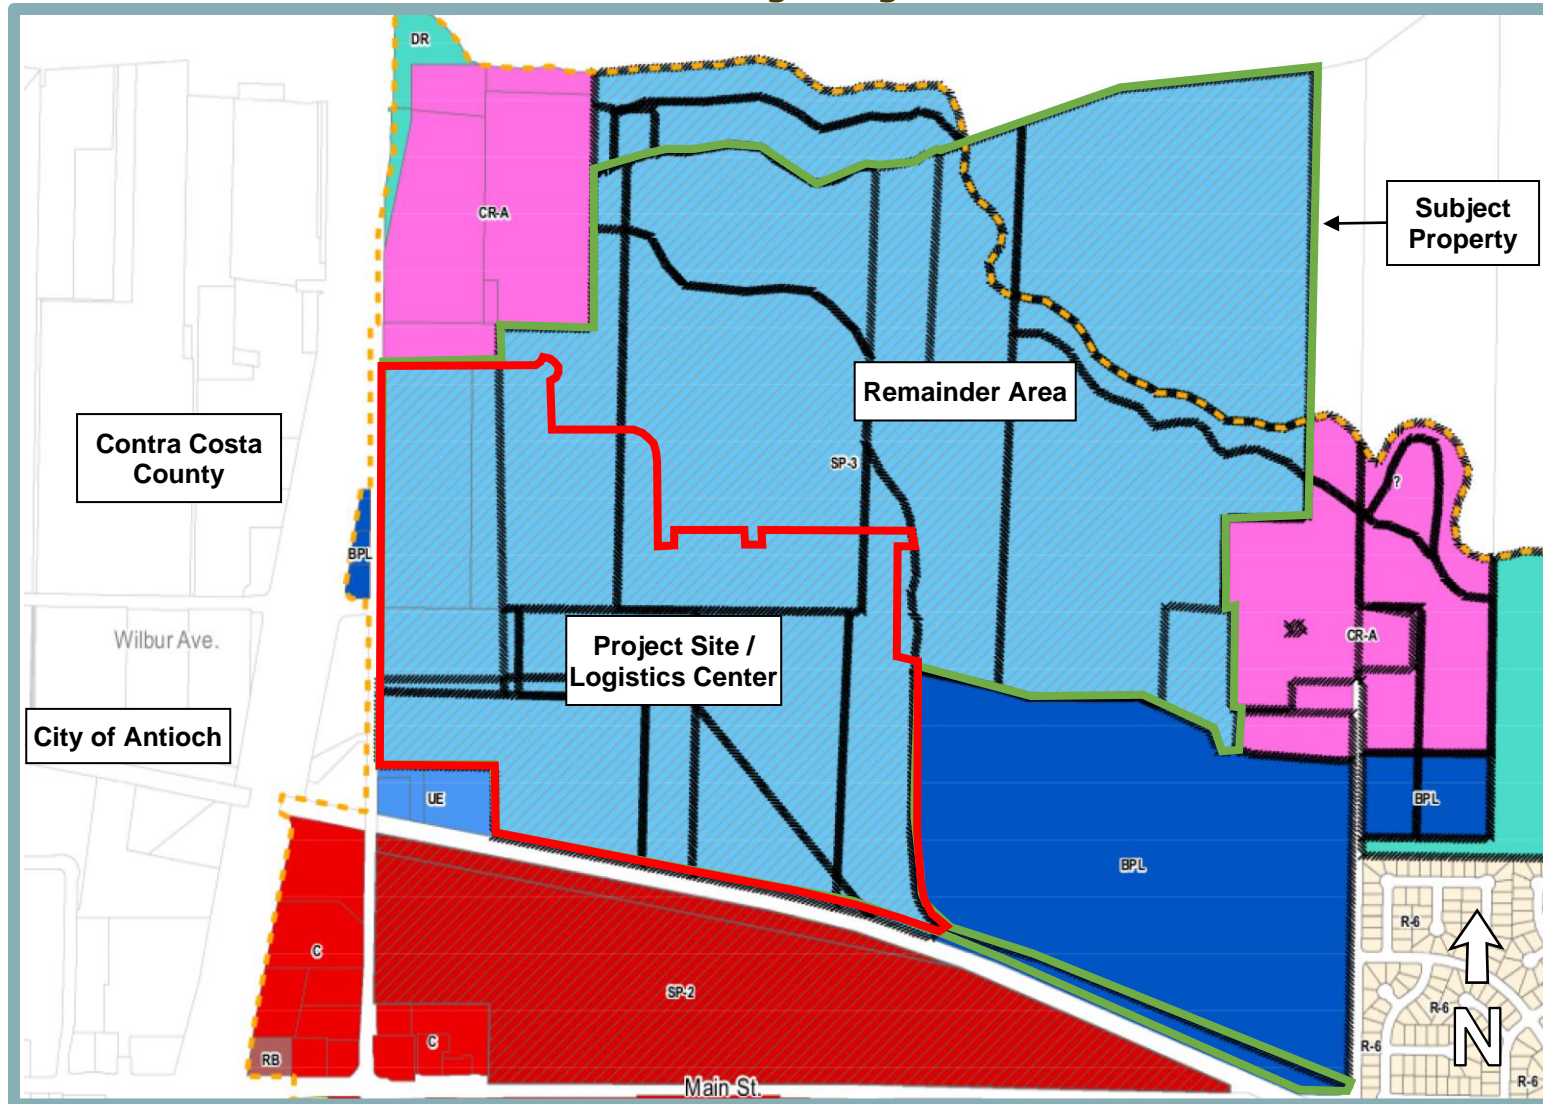 DR
CR-A
Subject
Property
Remainder Area
Contra Costa
County
SP-3
?
BPL
Wilbur Ave.
Project Site /
Logistics Center
CR-A
City of Antioch
UE
BPL
BPL
R-6
C
SP-2
R-6
N
C
R-6
RB
R-6
Main St.